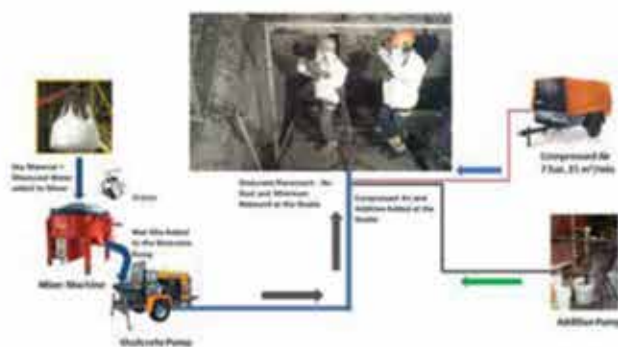 Dry Material +
Measured Water
added to Mixer
Mixer Machine
Wet Mix Added
to the Shotcrete
Pump
Shotcrete Pump
Shotcrete Placement - No
Dust and Minimum
Rebound at the Nozzle
Compressed Air and
Additive Added at the
Nozzle
Compressed Air
7 bar, 21 m³/min
Additive Pump